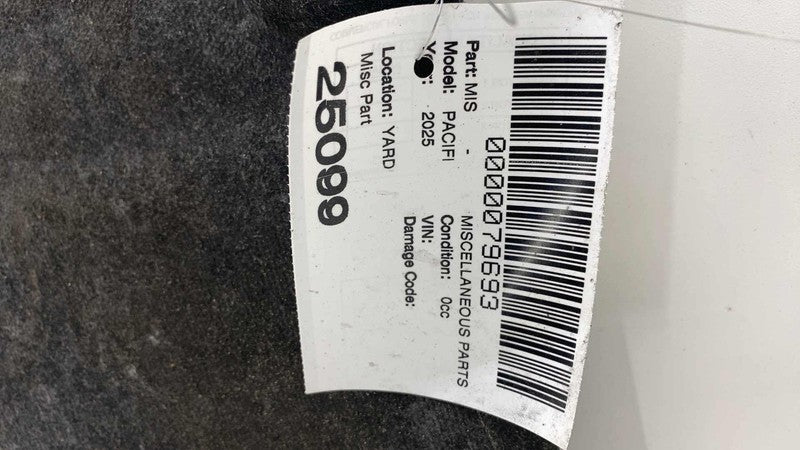 0000079693
Part: MIS - MISCELLANEOUS PARTS
Model: PACIFI Condition: 0cc
2025 VIN:
Damage Code:
Location: YARD
Misc Part
25099